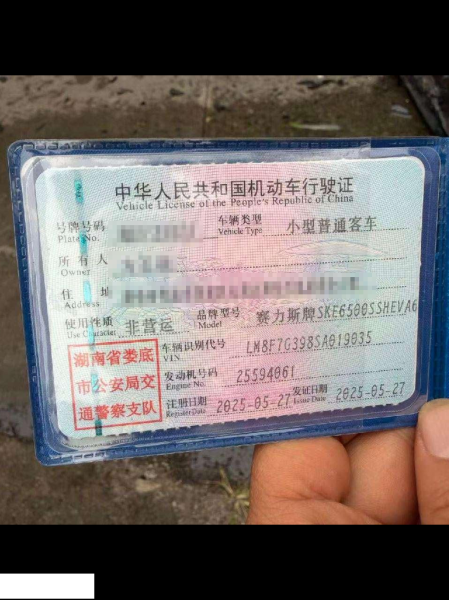 中华人民共和国机动车行驶证
Vehicle License of the People's Republic of China
号牌号码 车辆类型 小型普通客车
Plate No. Vehicle Type
所有人
Owner
住址
Address
使用性质 非营运 品牌型号 赛力斯牌SKE6500SSHEVA6
Use Character Model
车辆识别代号 LM8F7G398SA019035
VIN
发动机号码 25594061
Engine No.
注册日期 2025-05-27 发证日期 2025-05-27
Register Date Issue Date
湖南省娄底
市公安局交
通警察支队